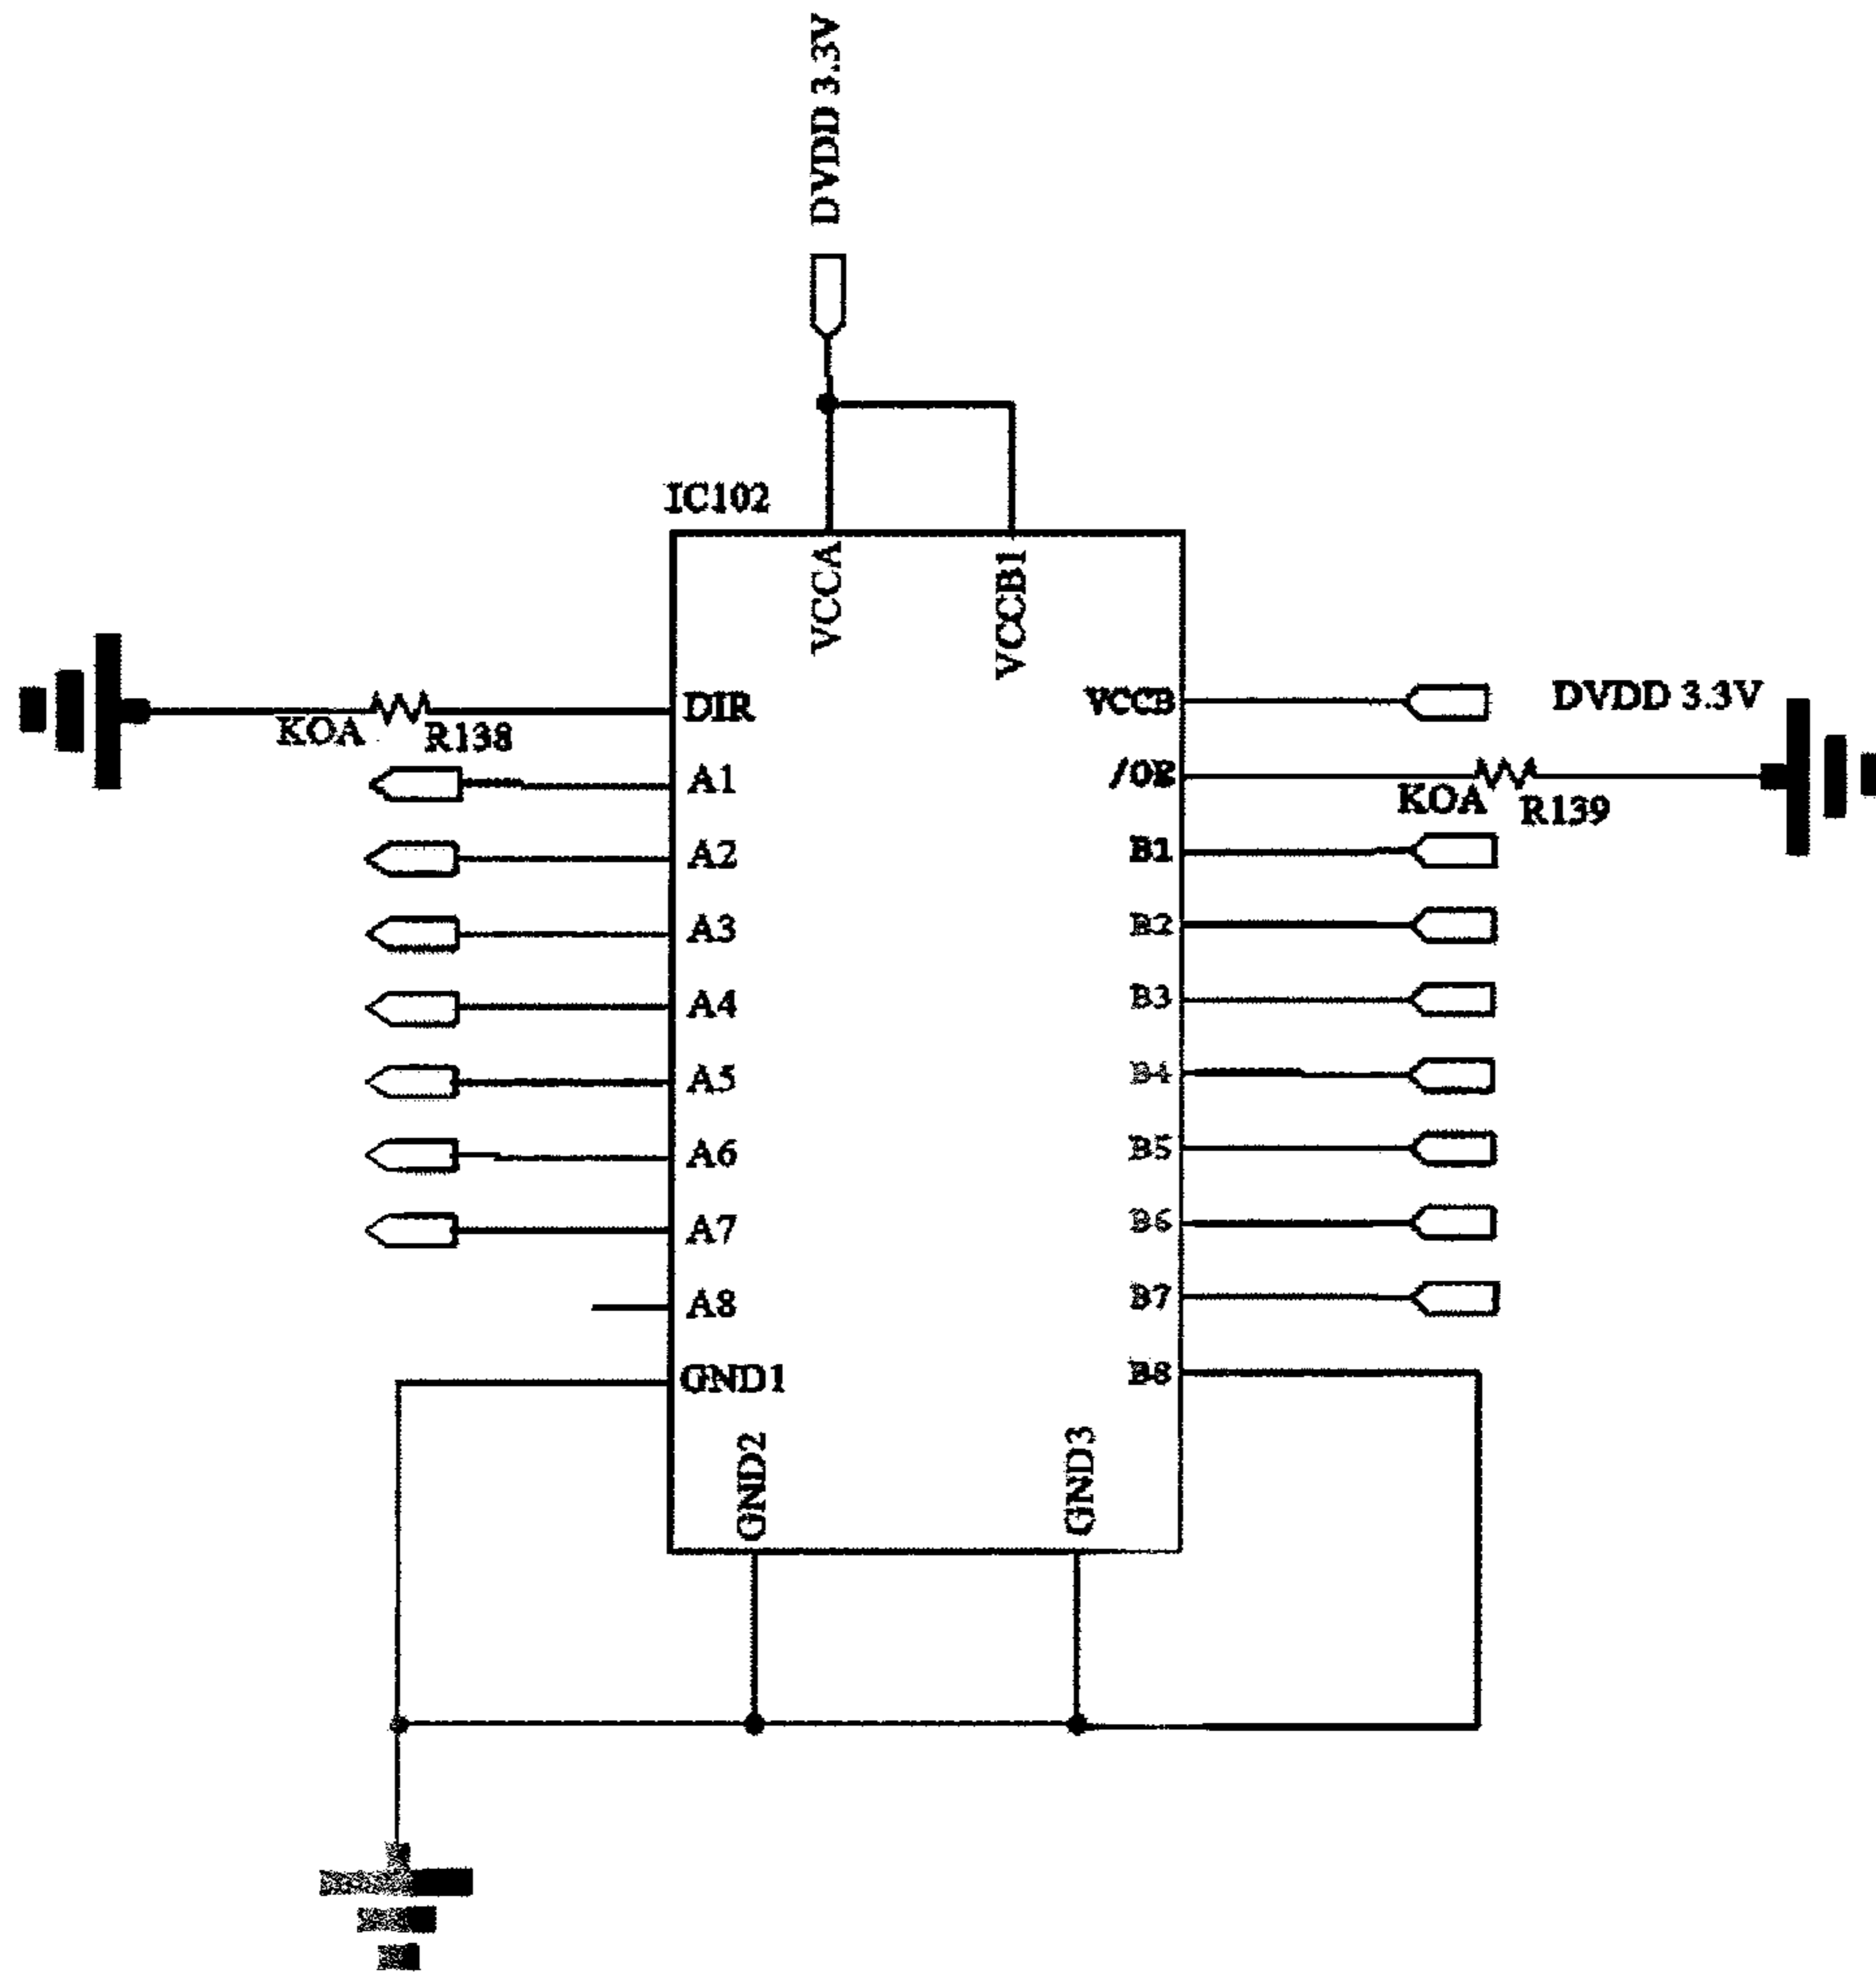 DVDD 3.3V
IC102
VCCA
VCCB1
DIR
KOA
R138
VCCB
DVDD 3.3V
/OE
KOA
R139
A1
A2
A3
A4
A5
A6
A7
A8
GND1
B1
B2
B3
B4
B5
B6
B7
B8
GND2
GND3